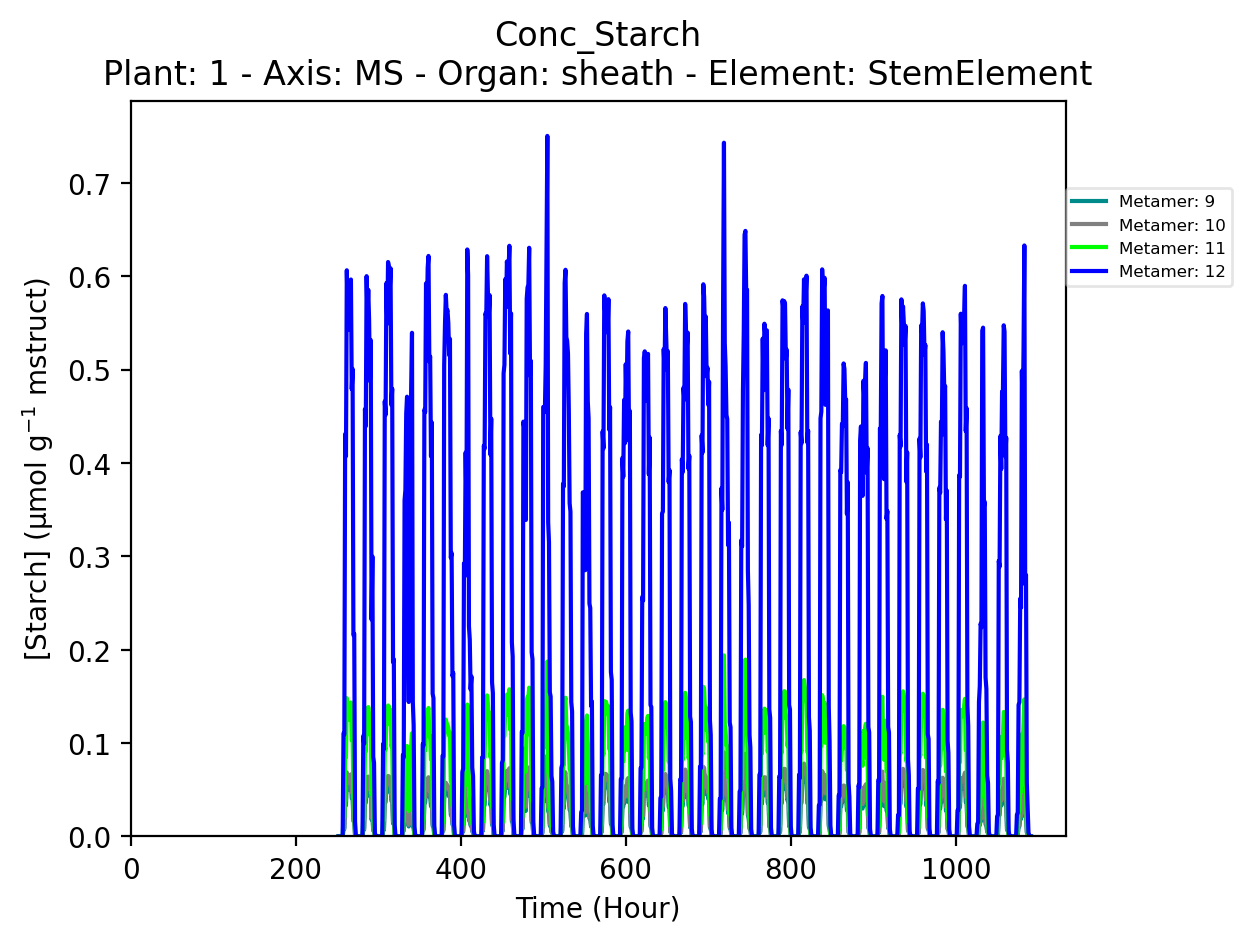 Conc_Starch
Plant: 1 - Axis: MS - Organ: sheath - Element: StemElement
[Starch] (µmol g⁻¹ mstruct)
0.7
0.6
0.5
0.4
0.3
0.2
0.1
0.0
0 200 400 600 800 1000
Time (Hour)
Metamer: 9
Metamer: 10
Metamer: 11
Metamer: 12